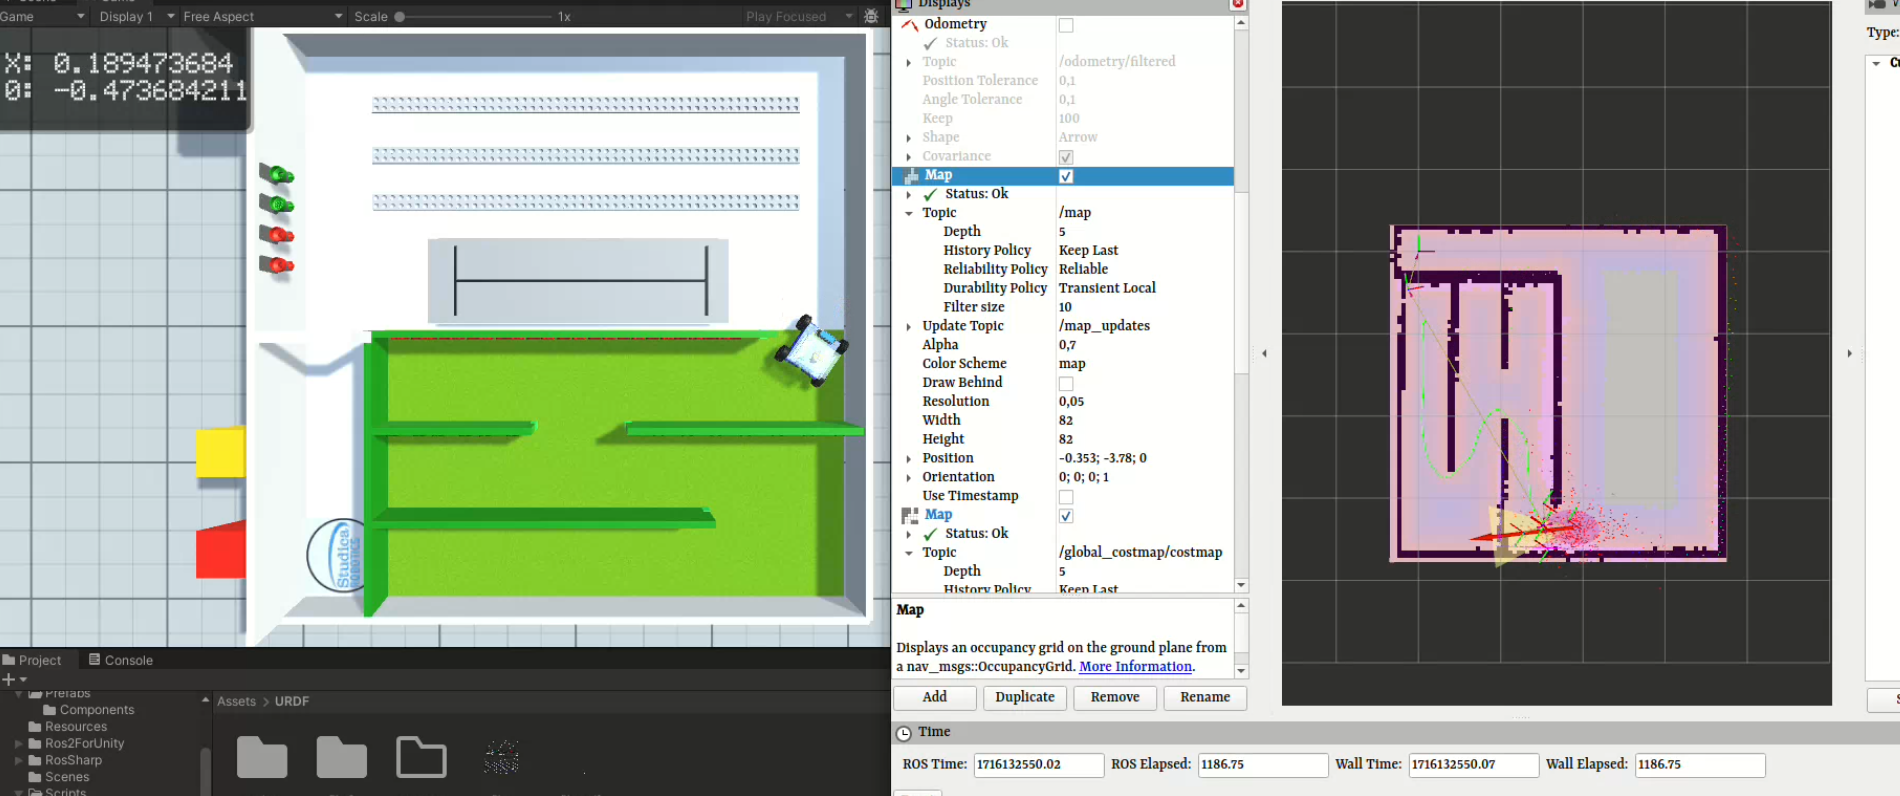 Game
Display 1
Free Aspect
Scale
1x
Play Focused
X: 0.189473684
0: -0.473684211
Studica
ROBOTICS
Project
Console
Prefabs
Components
Resources
Ros2ForUnity
RosSharp
Scenes
Scripts
Assets > URDF
Displays
Odometry
Status: Ok
Topic /odometry/filtered
Position Tolerance 0,1
Angle Tolerance 0,1
Keep 100
Shape Arrow
Covariance
Map
Status: Ok
Topic /map
Depth 5
History Policy Keep Last
Reliability Policy Reliable
Durability Policy Transient Local
Filter size 10
Update Topic /map_updates
Alpha 0,7
Color Scheme map
Draw Behind
Resolution 0,05
Width 82
Height 82
Position -0.353; -3.78; 0
Orientation 0; 0; 0; 1
Use Timestamp
Map
Status: Ok
Topic /global_costmap/costmap
Depth 5
History Policy Keep Last
Map
Displays an occupancy grid on the ground plane from
a nav_msgs::OccupancyGrid. More Information.
Add Duplicate Remove Rename
Type:
Time
ROS Time: 1716132550.02 ROS Elapsed: 1186.75 Wall Time: 1716132550.07 Wall Elapsed: 1186.75